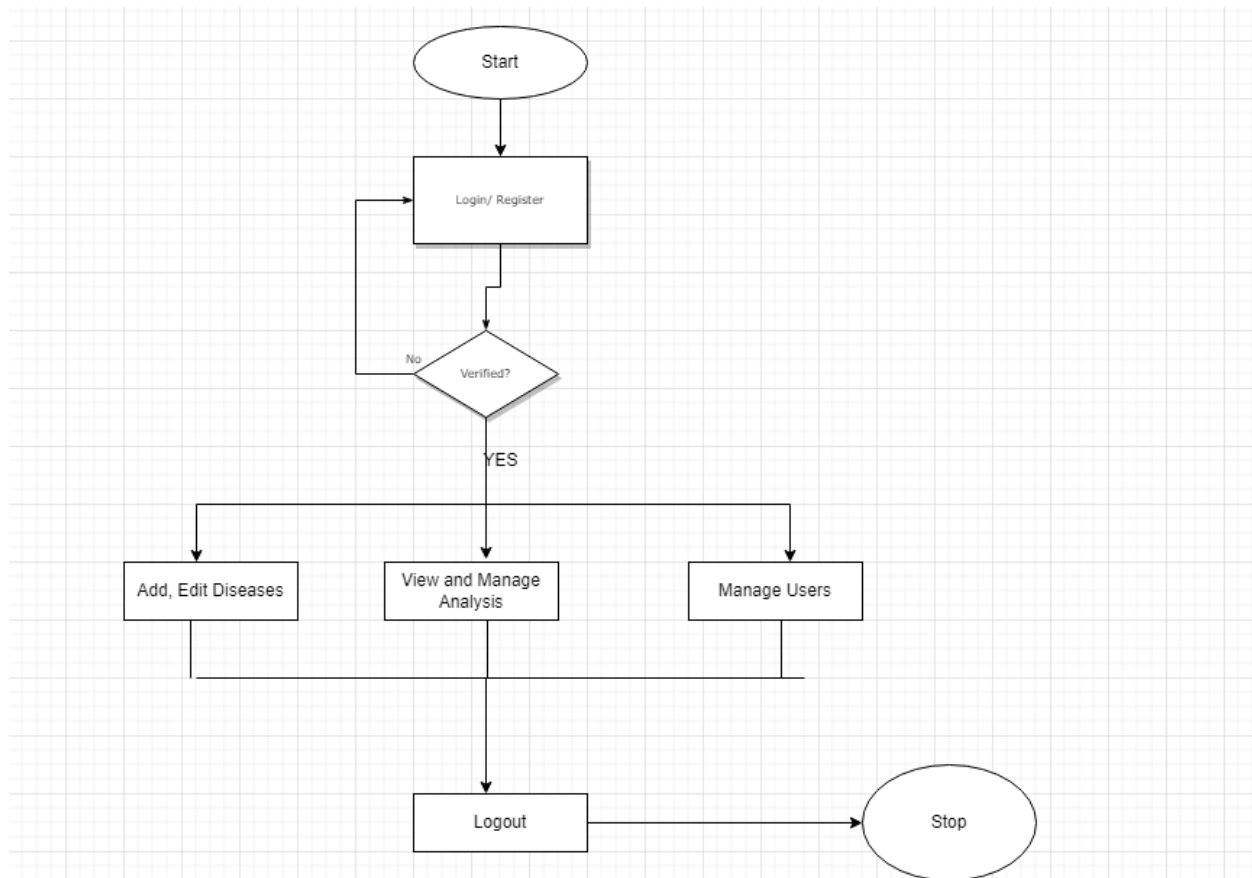 Start
Login/ Register
No
Verified?
YES
Add, Edit Diseases
View and Manage
Analysis
Manage Users
Logout
Stop